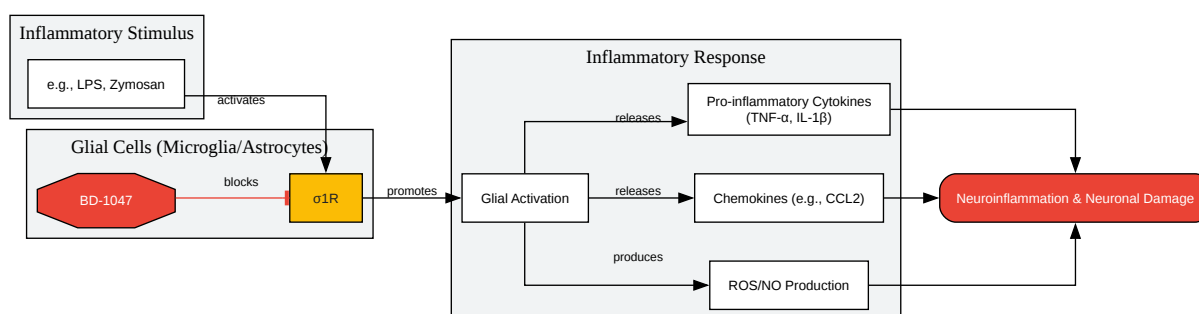 Inflammatory Stimulus
e.g., LPS, Zymosan
activates
Glial Cells (Microglia/Astrocytes)
BD-1047
blocks
σ1R
promotes
Inflammatory Response
Glial Activation
releases
Pro-inflammatory Cytokines
(TNF-α, IL-1β)
releases
Chemokines (e.g., CCL2)
produces
ROS/NO Production
Neuroinflammation & Neuronal Damage